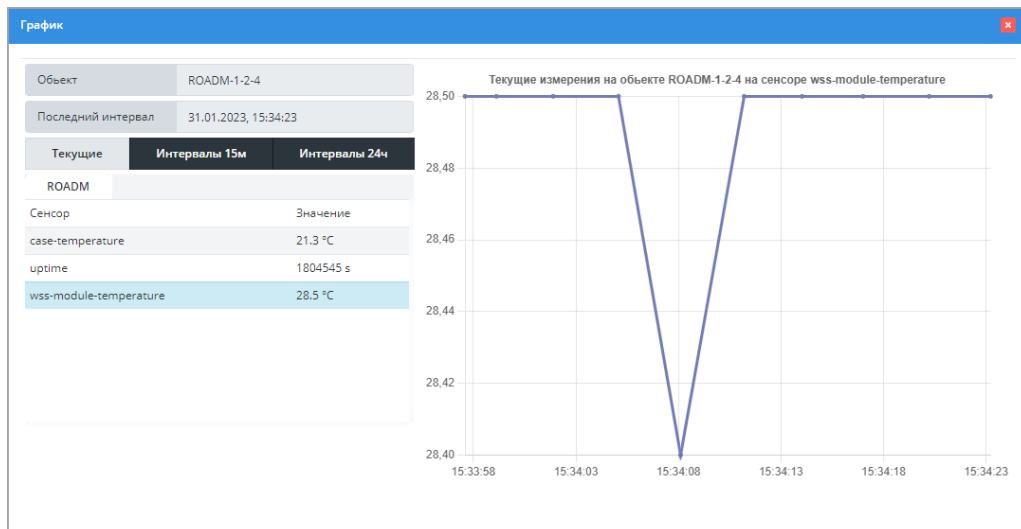 График
Объект ROADM-1-2-4
Последний интервал 31.01.2023, 15:34:23
Текущие Интервалы 15м Интервалы 24ч
ROADM
Сенсор Значение
case-temperature 21.3 °C
uptime 1804545 s
wss-module-temperature 28.5 °C
Текущие измерения на объекте ROADM-1-2-4 на сенсоре wss-module-temperature
28,50
28,48
28,46
28,44
28,42
28,40
15:33:58 15:34:03 15:34:08 15:34:13 15:34:18 15:34:23